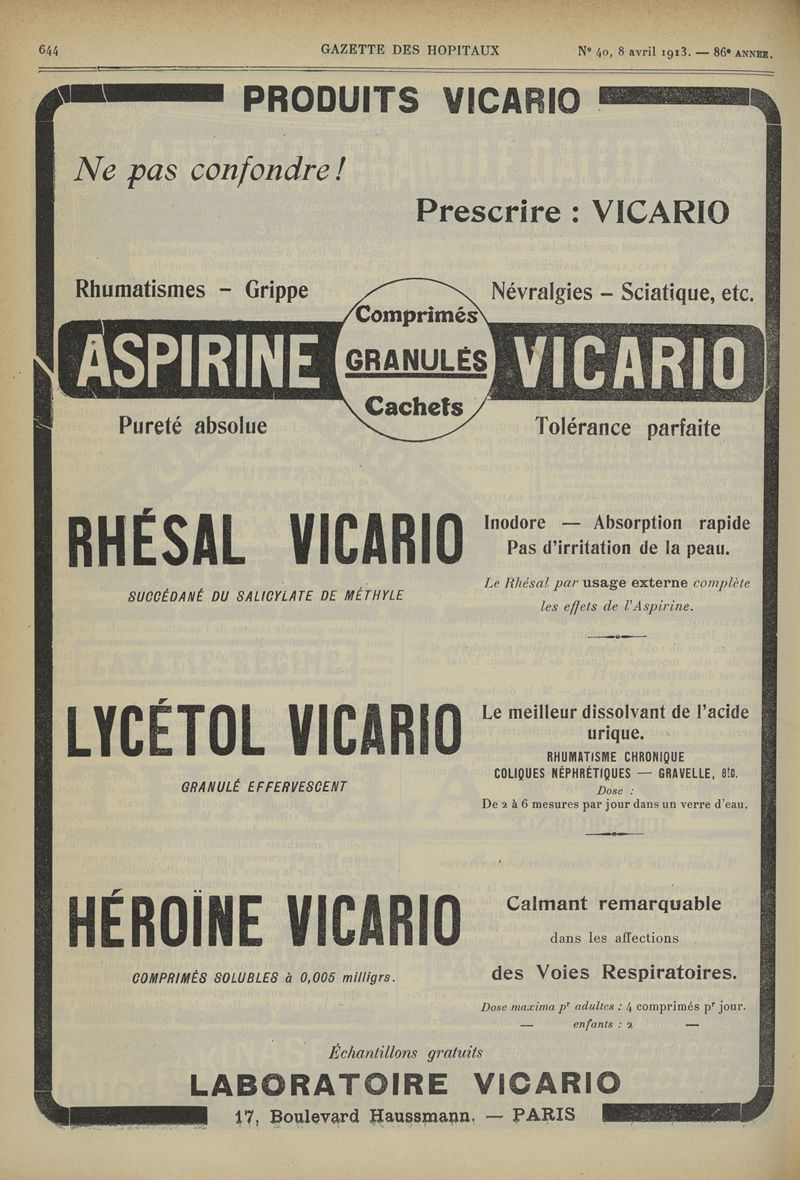 644 GAZETTE DES HOPITAUX Nº 40, 8 avril 1913. — 86e ANNÉE.
PRODUITS VICARIO
Ne pas confondre !
Prescrire : VICARIO
Rhumatismes – Grippe
Névralgies – Sciatique, etc.
Comprimés
ASPIRINE GRANULÉS VICARIO
Cachets
Pureté absolue
Tolérance parfaite
RHÉSAL VICARIO
SUCCÉDANÉ DU SALICYLATE DE MÉTHYLE
Inodore — Absorption rapide
Pas d'irritation de la peau.
Le Rhésal par usage externe complète
les effets de l'Aspirine.
LYCÉTOL VICARIO
GRANULÉ EFFERVESCENT
Le meilleur dissolvant de l'acide
urique.
RHUMATISME CHRONIQUE
COLIQUES NÉPHRÉTIQUES — GRAVELLE, etc.
Dose :
De 2 à 6 mesures par jour dans un verre d'eau.
HÉROÏNE VICARIO
COMPRIMÉS SOLUBLES à 0,005 milligrs.
Calmant remarquable
dans les affections
des Voies Respiratoires.
Dose maxima pr adultes : 4 comprimés pr jour.
— enfants : 2 —
Échantillons gratuits
LABORATOIRE VICARIO
17, Boulevard Haussmann. — PARIS